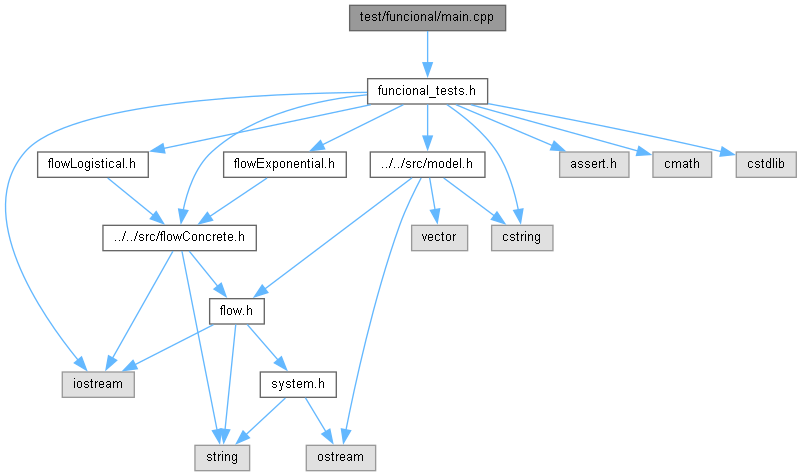 test/funcional/main.cpp
funcional_tests.h
flowLogistical.h
flowExponential.h
../../src/model.h
assert.h
cmath
cstdlib
../../src/flowConcrete.h
vector
cstring
flow.h
iostream
system.h
string
ostream